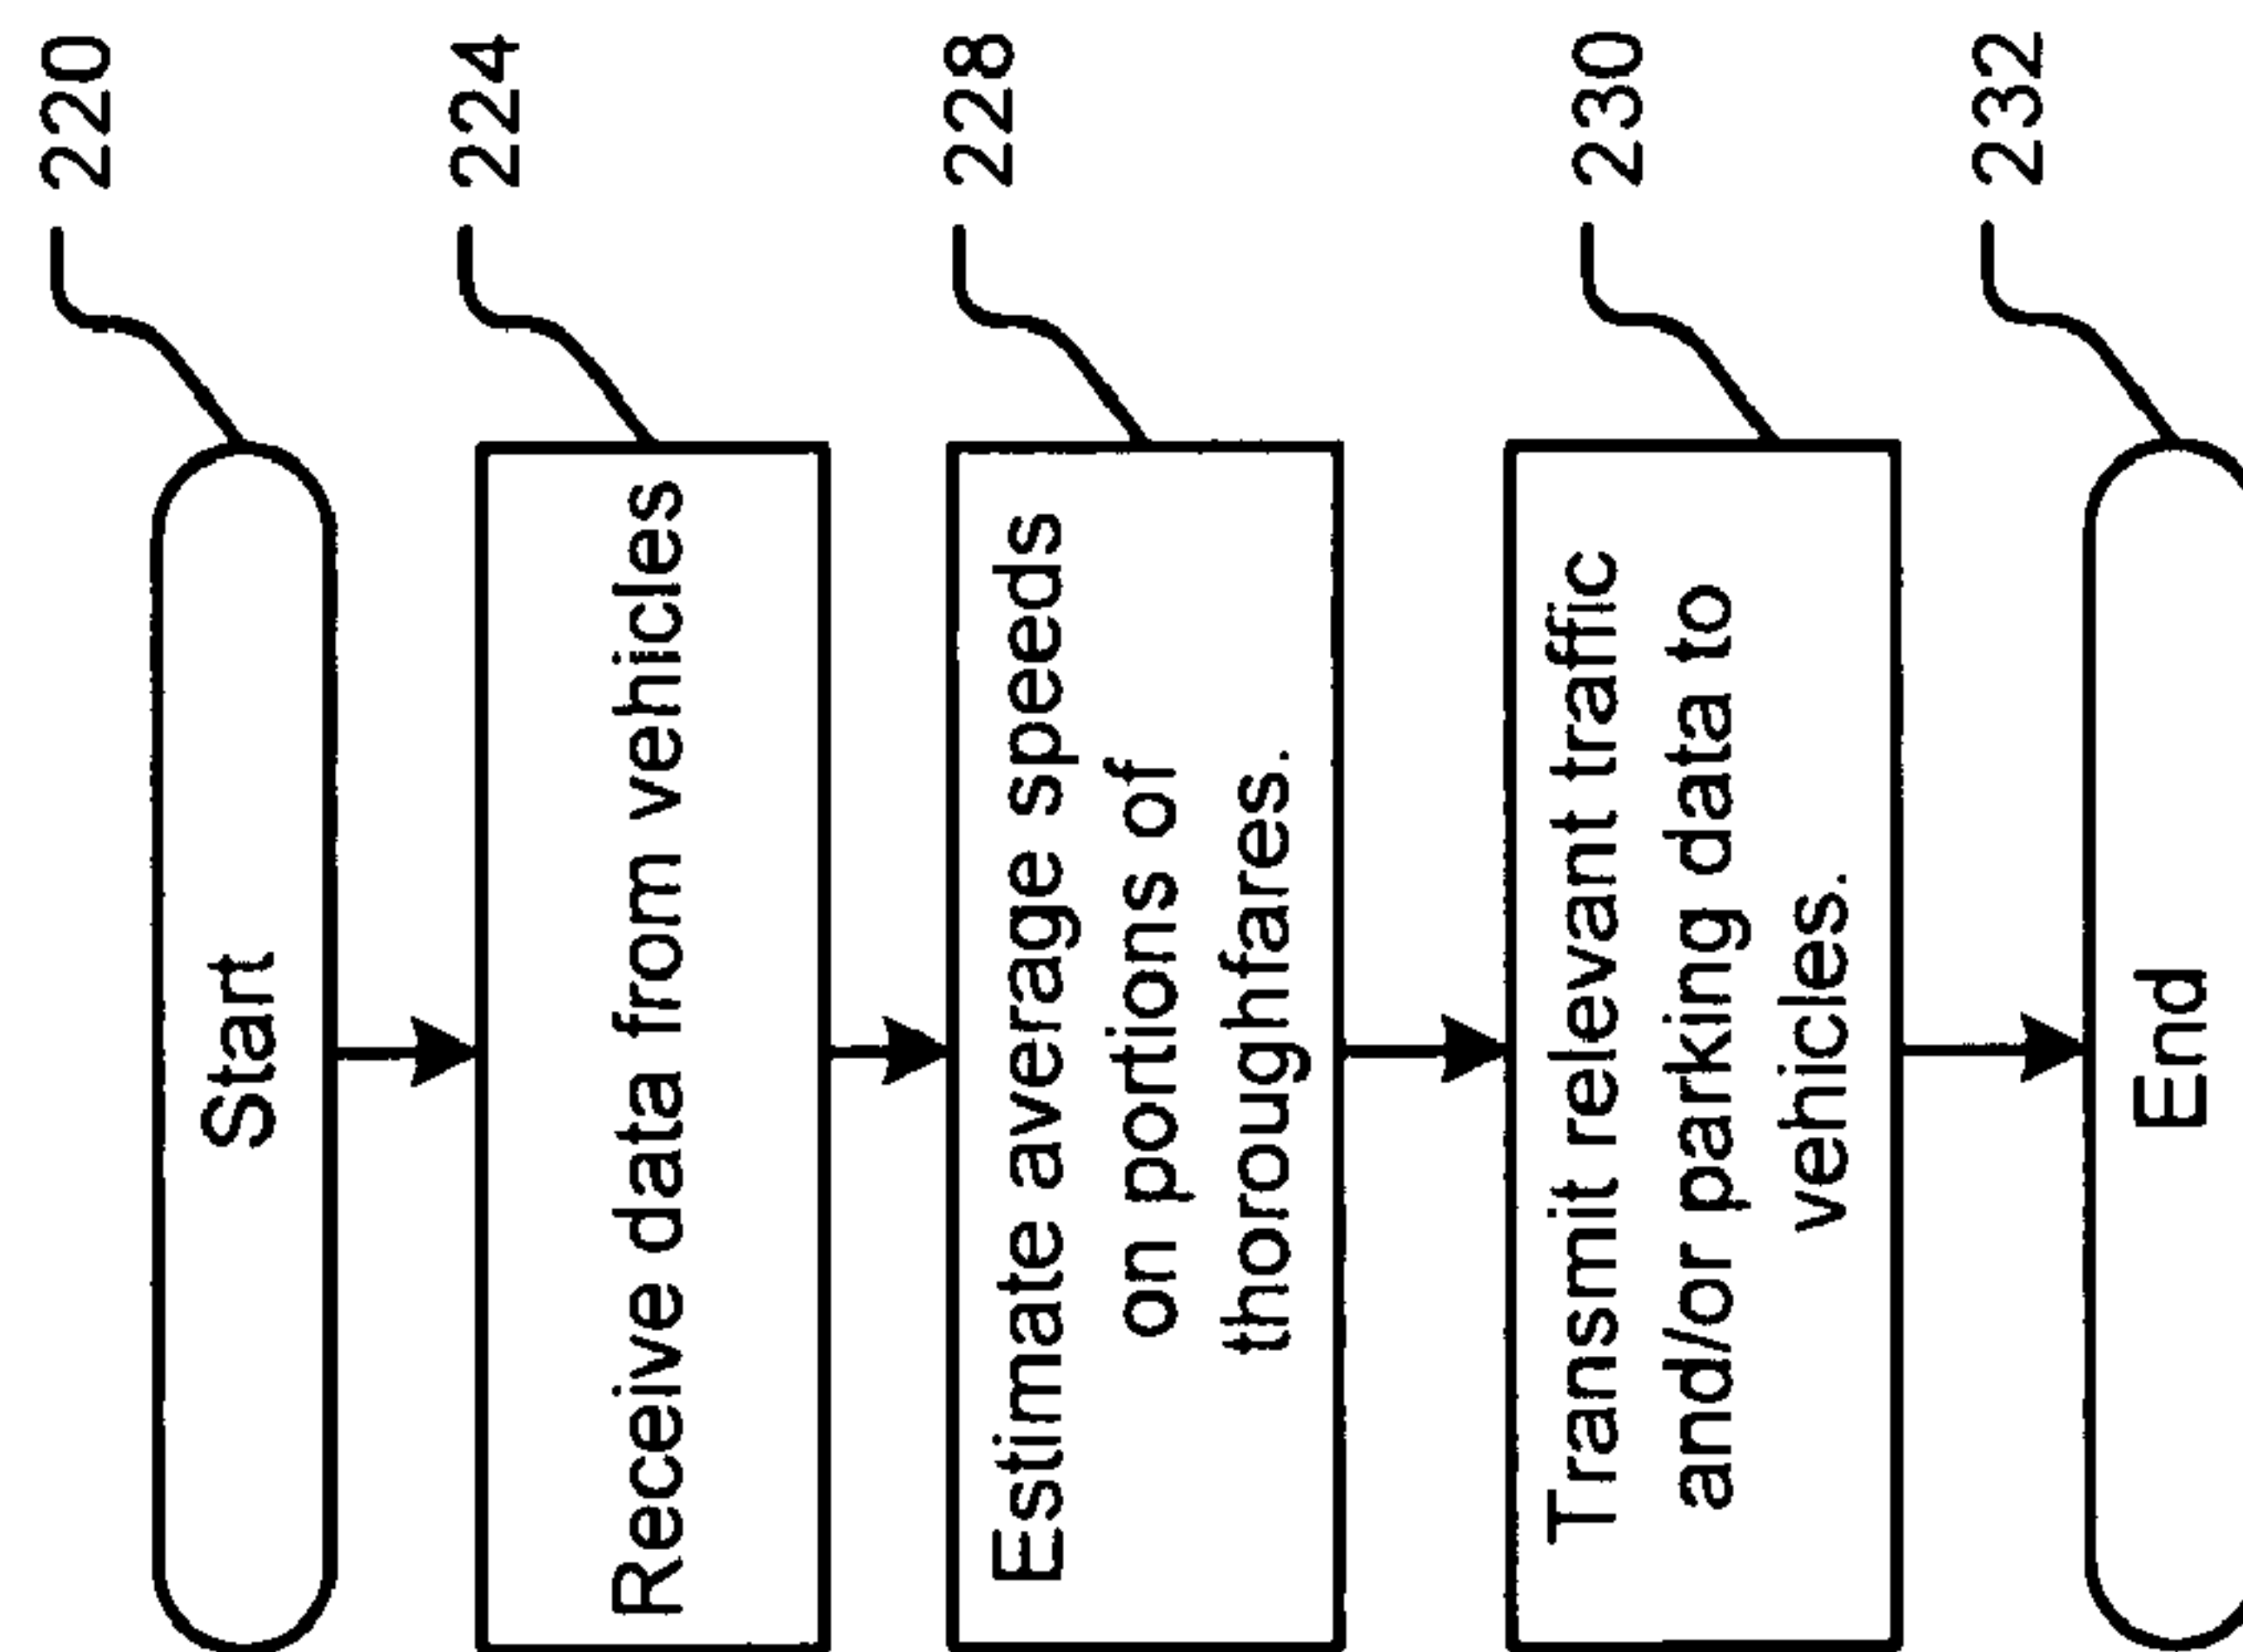 Start
220
Receive data from vehicles
224
Estimate average speeds
on portions of
thoroughfares.
228
Transmit relevant traffic
and/or parking data to
vehicles.
230
End
232